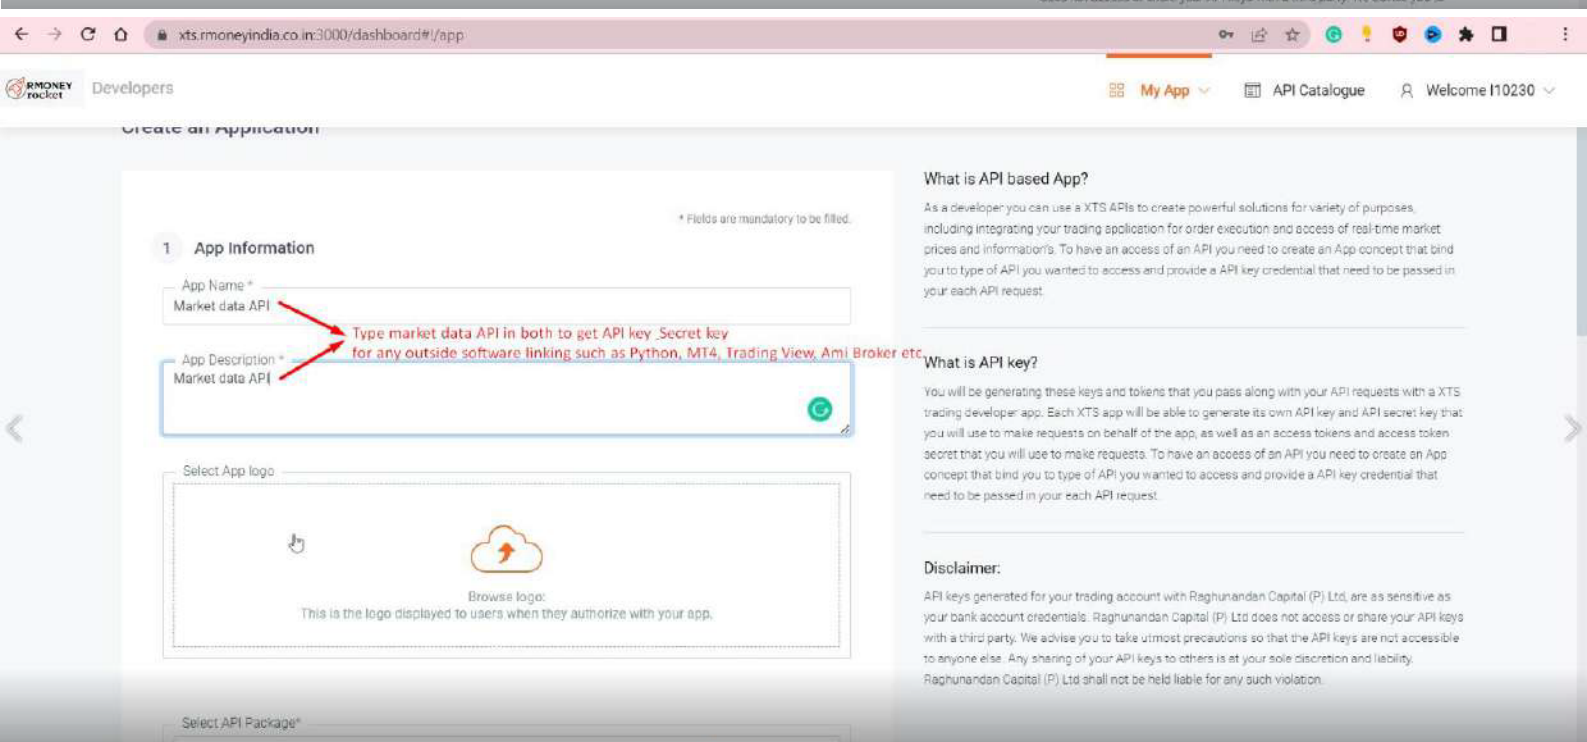 xts.rmoneyindia.co.in:3000/dashboard#!/app
RMONEY
rocket
Developers
My App
API Catalogue
Welcome I10230
Create an Application
* Fields are mandatory to be filled.
1 App Information
App Name *
Market data API
Type market data API in both to get API key ,Secret key
for any outside software linking such as Python, MT4, Trading View, Ami Broker etc.
App Description *
Market data API
Select App logo
Browse logo:
This is the logo displayed to users when they authorize with your app.
Select API Package*
What is API based App?
As a developer you can use a XTS APIs to create powerful solutions for variety of purposes,
including integrating your trading application for order execution and access of real-time market
prices and information's. To have an access of an API you need to create an App concept that bind
you to type of API you wanted to access and provide a API key credential that need to be passed in
your each API request.
What is API key?
You will be generating these keys and tokens that you pass along with your API requests with a XTS
trading developer app. Each XTS app will be able to generate its own API key and API secret key that
you will use to make requests on behalf of the app, as well as an access tokens and access token
secret that you will use to make requests. To have an access of an API you need to create an App
concept that bind you to type of API you wanted to access and provide a API key credential that
need to be passed in your each API request.
Disclaimer:
API keys generated for your trading account with Raghunandan Capital (P) Ltd, are as sensitive as
your bank account credentials. Raghunandan Capital (P) Ltd does not access or share your API keys
with a third party. We advise you to take utmost precautions so that the API keys are not accessible
to anyone else. Any sharing of your API keys to others is at your sole discretion and liability.
Raghunandan Capital (P) Ltd shall not be held liable for any such violation.